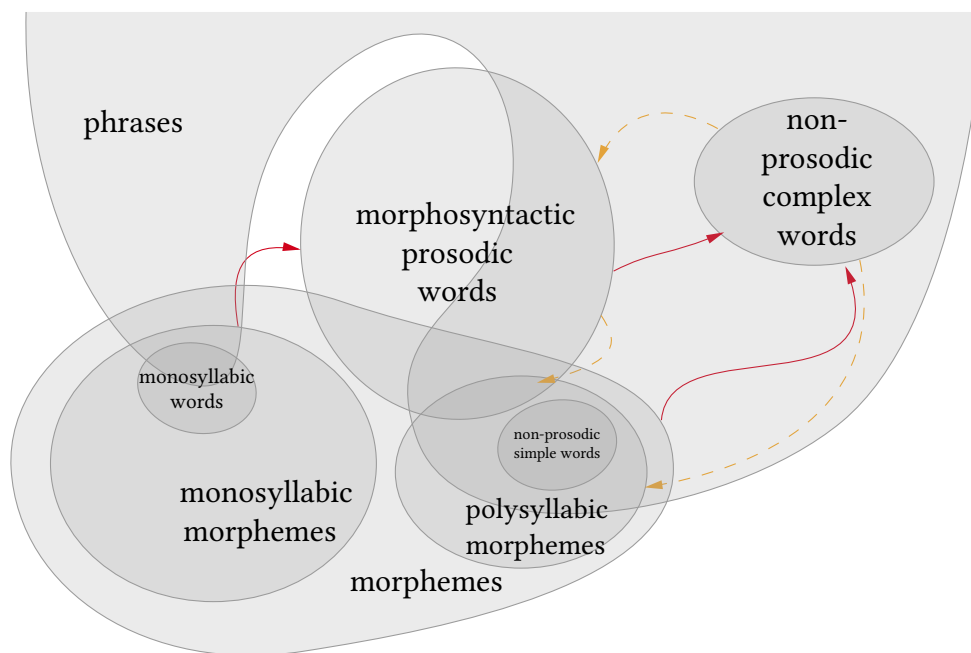 phrases
non-
prosodic
complex
words
morphosyntactic
prosodic
words
monosyllabic
words
non-prosodic
simple words
monosyllabic
morphemes
polysyllabic
morphemes
morphemes